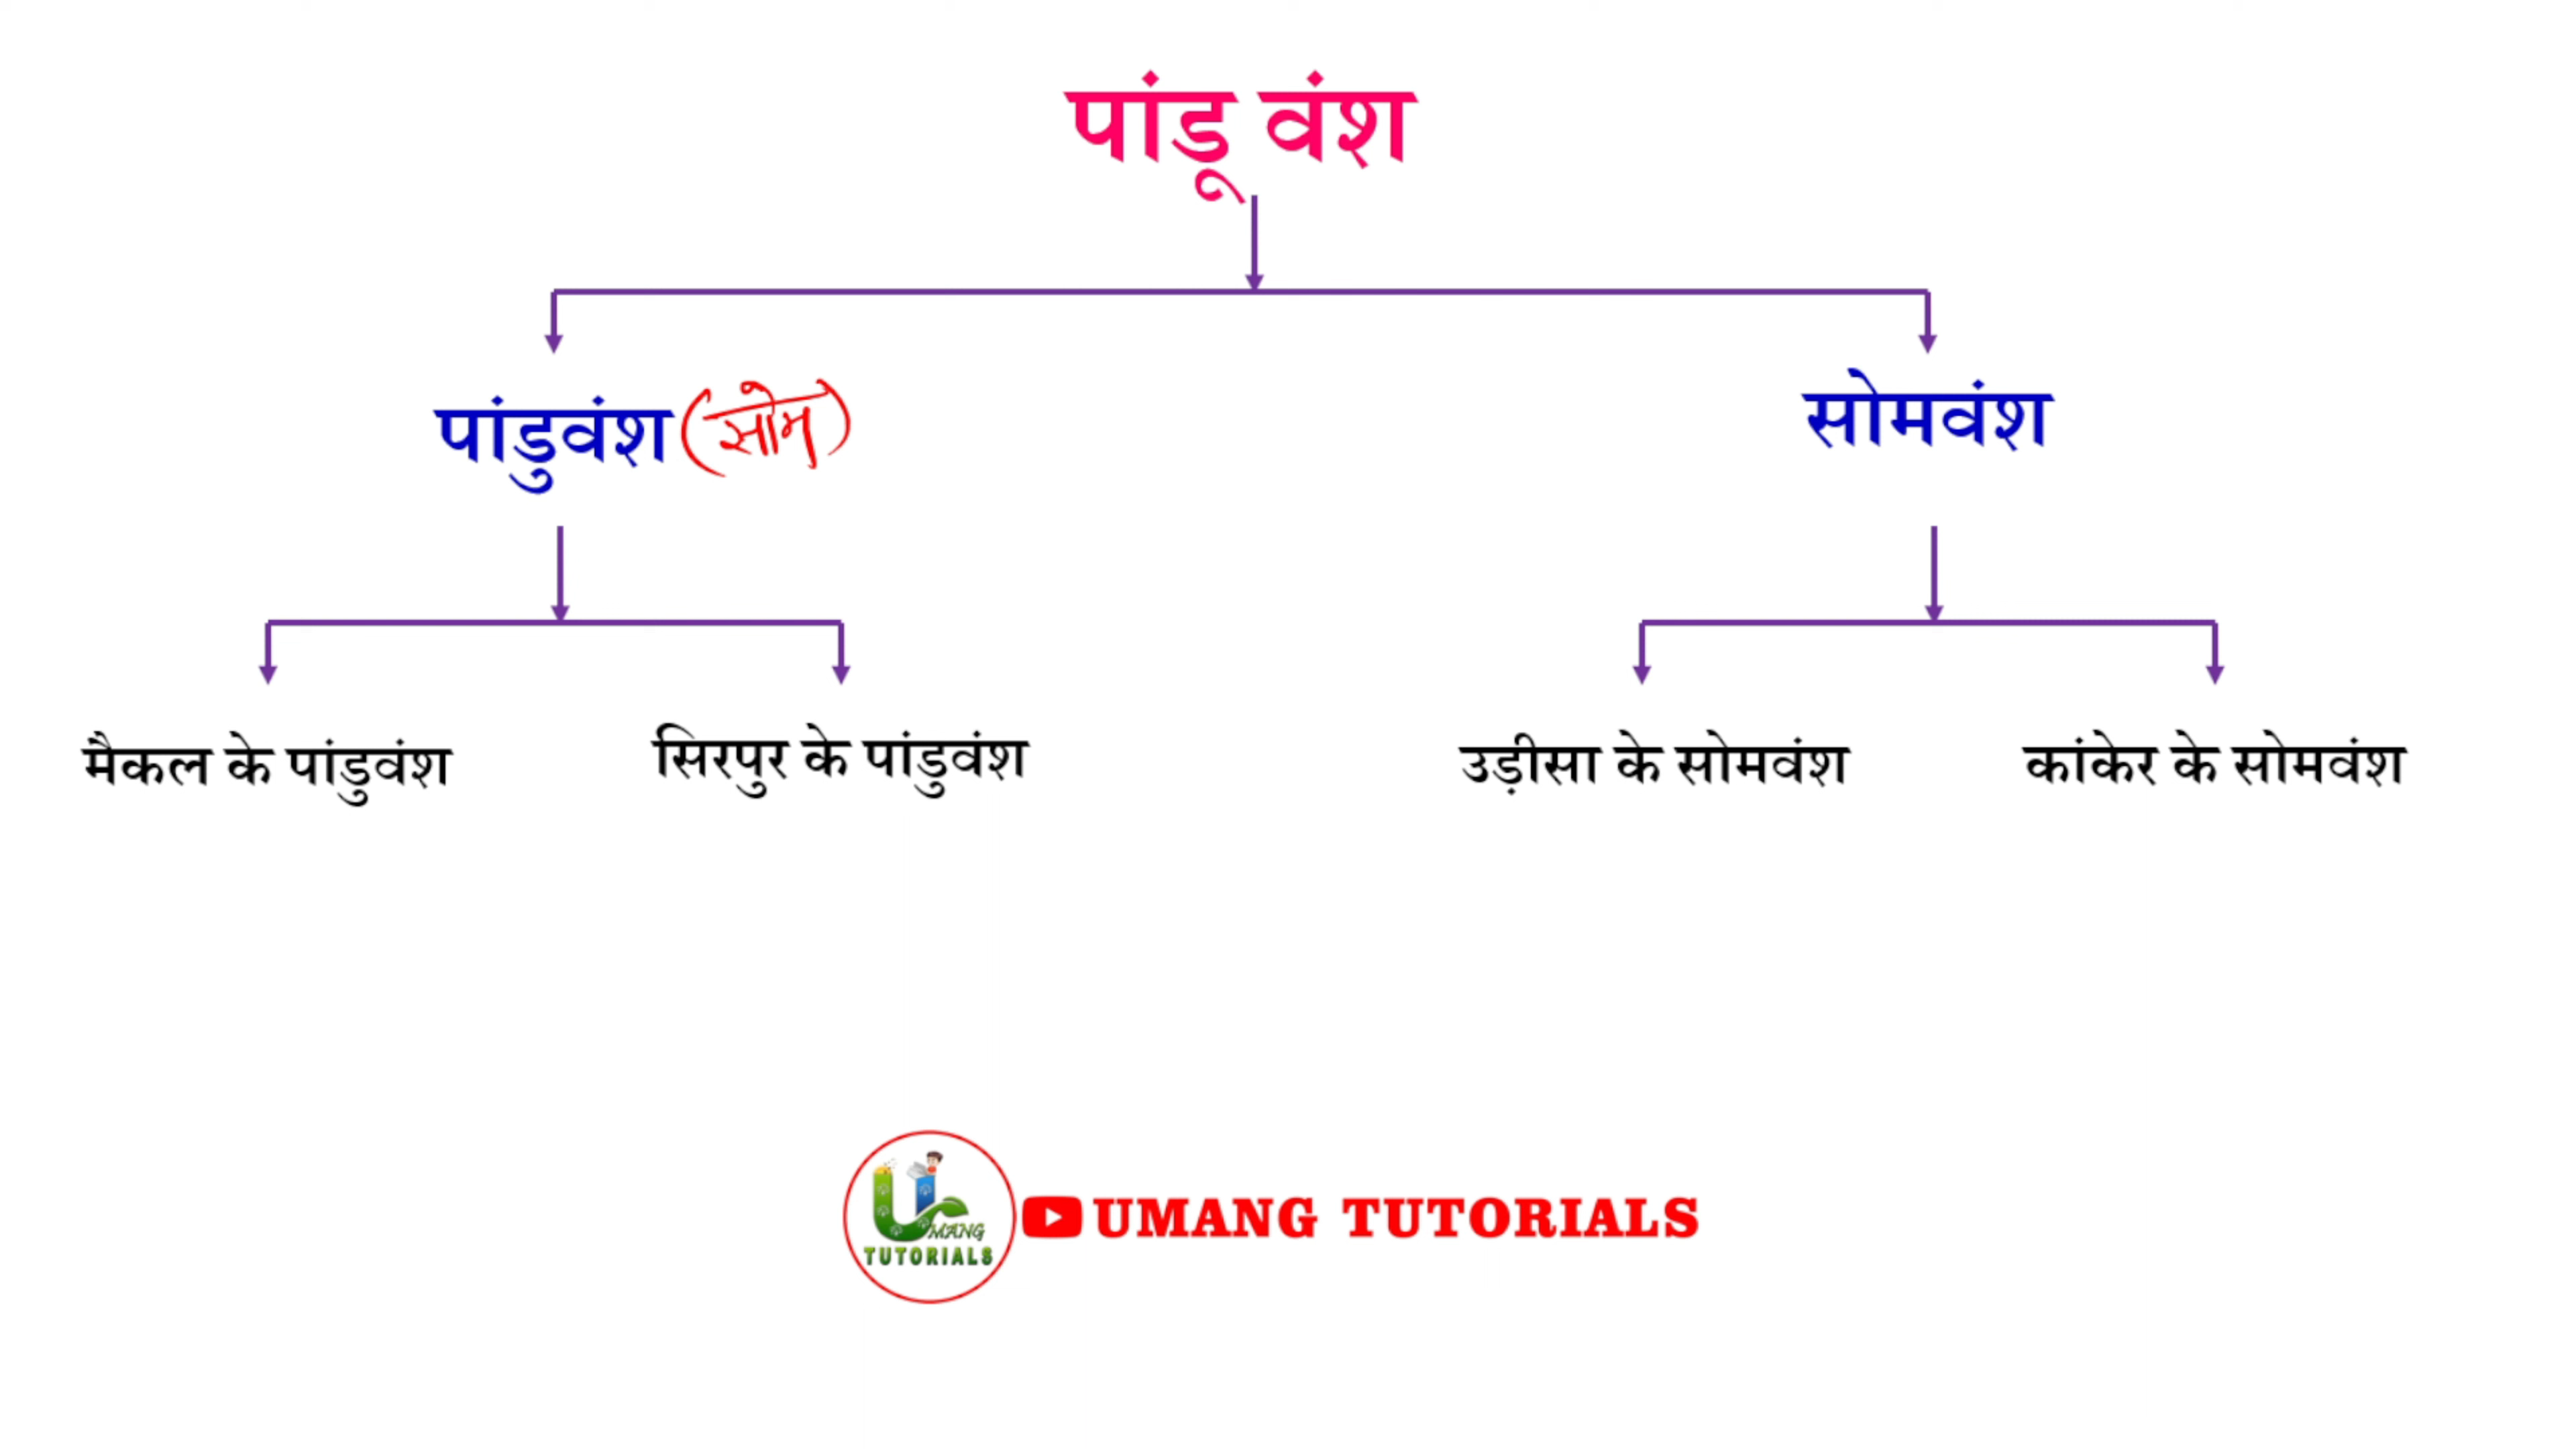 पांडू वंश
पांडुवंश (सोम)
सोमवंश
मैकल के पांडुवंश
सिरपुर के पांडुवंश
उड़ीसा के सोमवंश
कांकेर के सोमवंश
UMANG
TUTORIALS
UMANG TUTORIALS